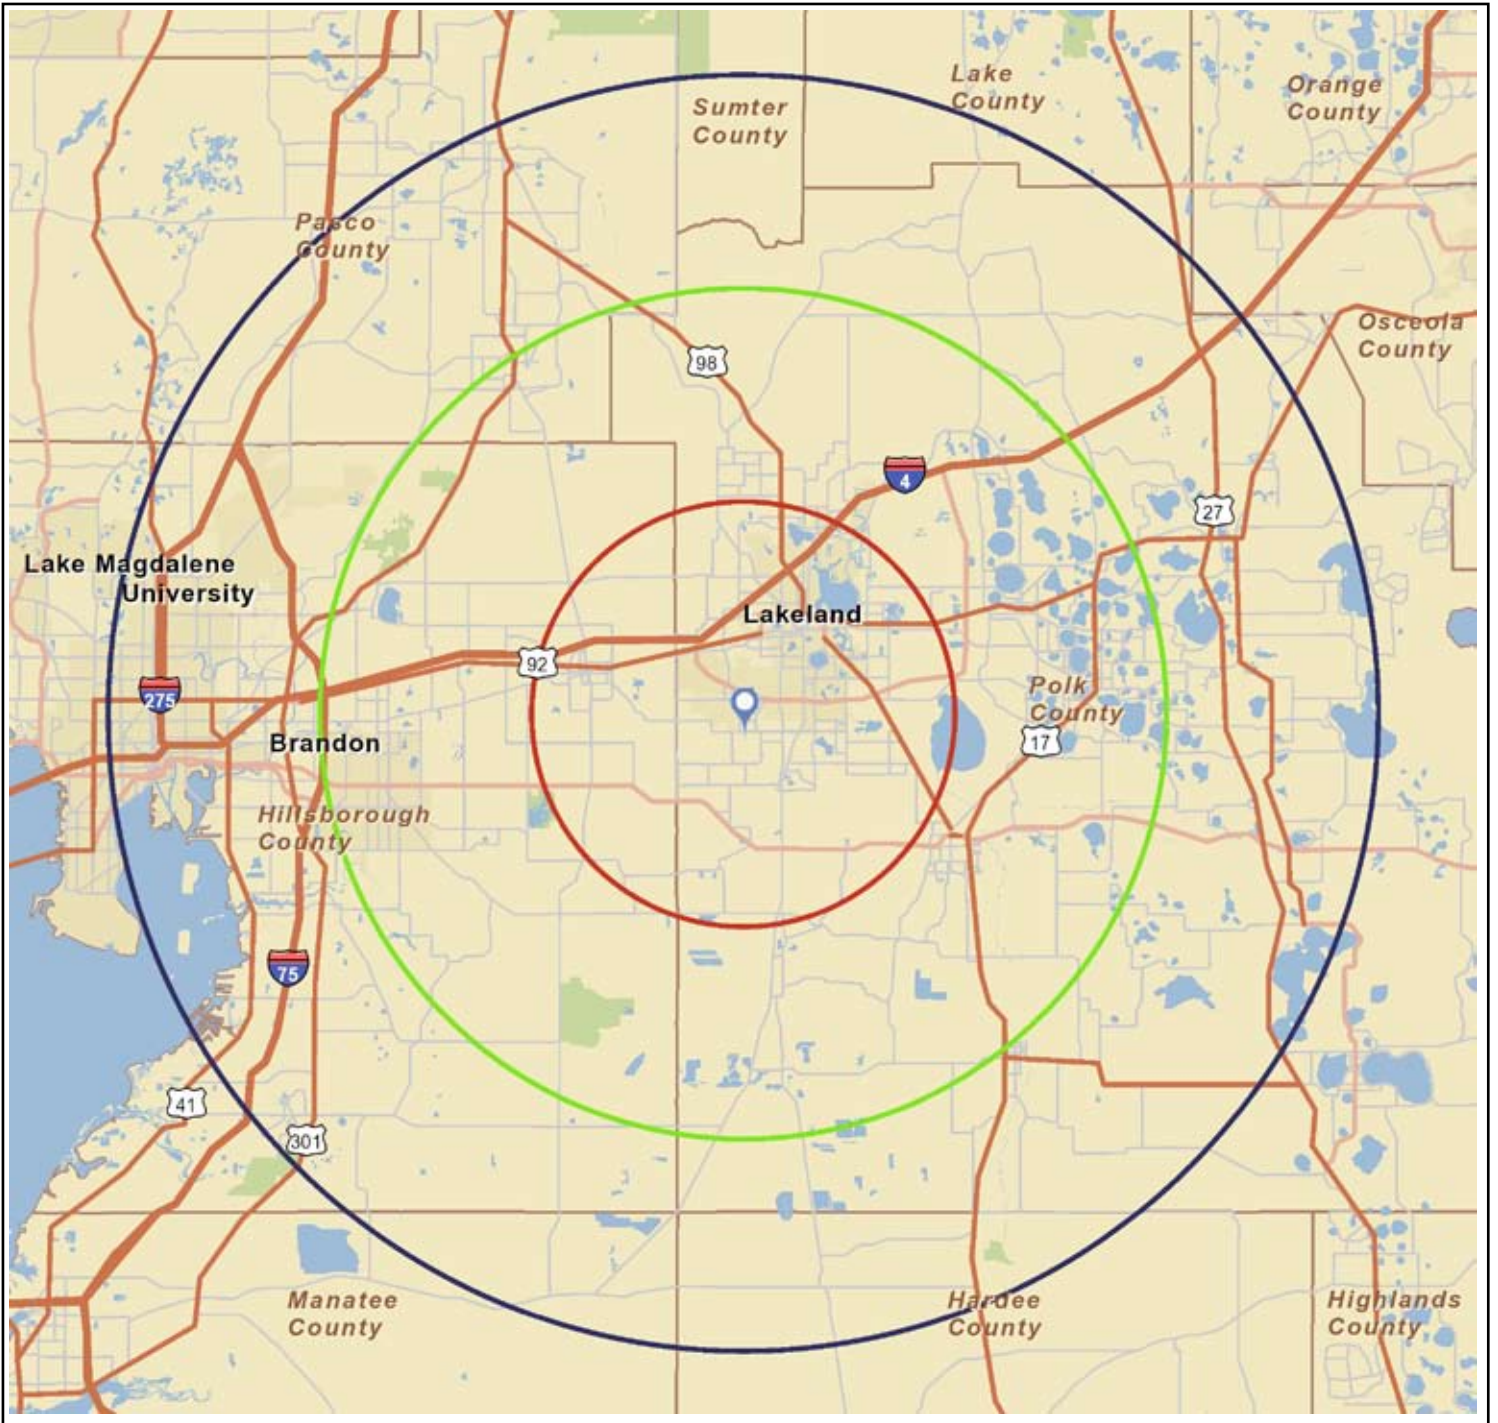 Lake
County
Orange
County
Sumter
County
Pasco
County
Osceola
County
98
4
27
Lake Magdalene
University
Lakeland
92
275
Polk
County
17
Brandon
Hillsborough
County
75
41
301
Manatee
County
Hardee
County
Highlands
County